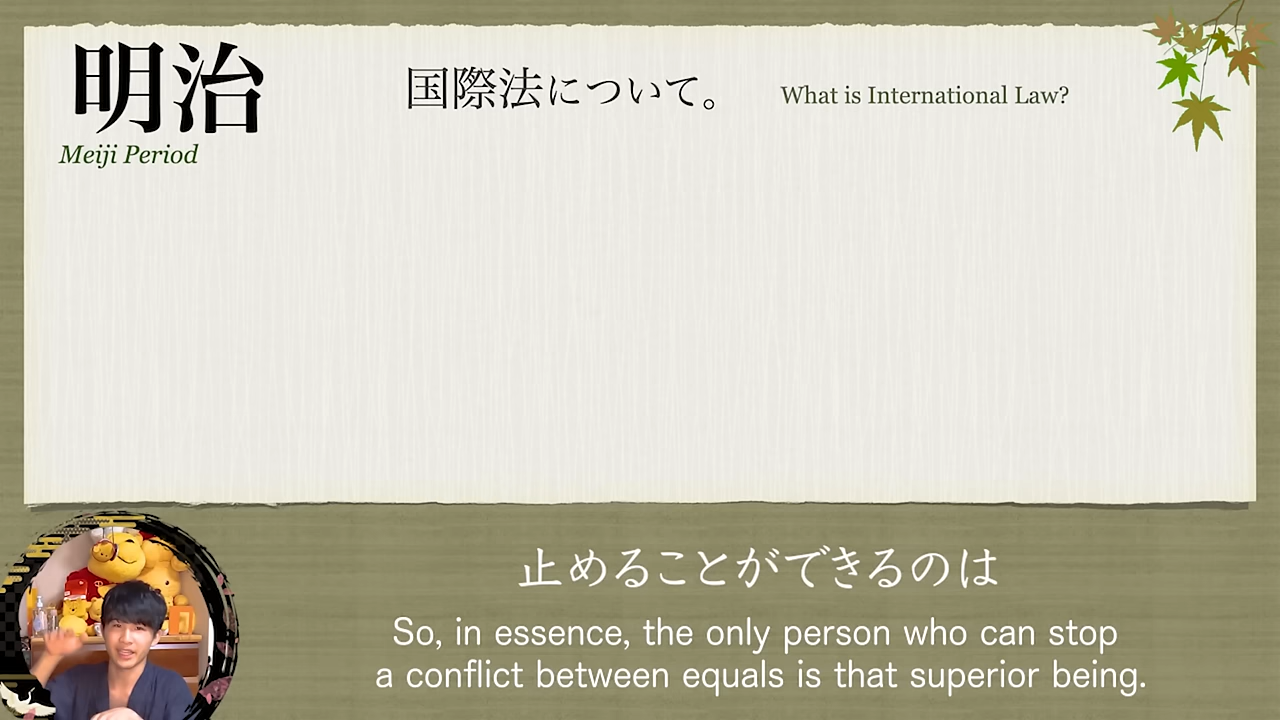 明治
Meiji Period
国際法について。
What is International Law?
止めることができるのは
So, in essence, the only person who can stop
a conflict between equals is that superior being.